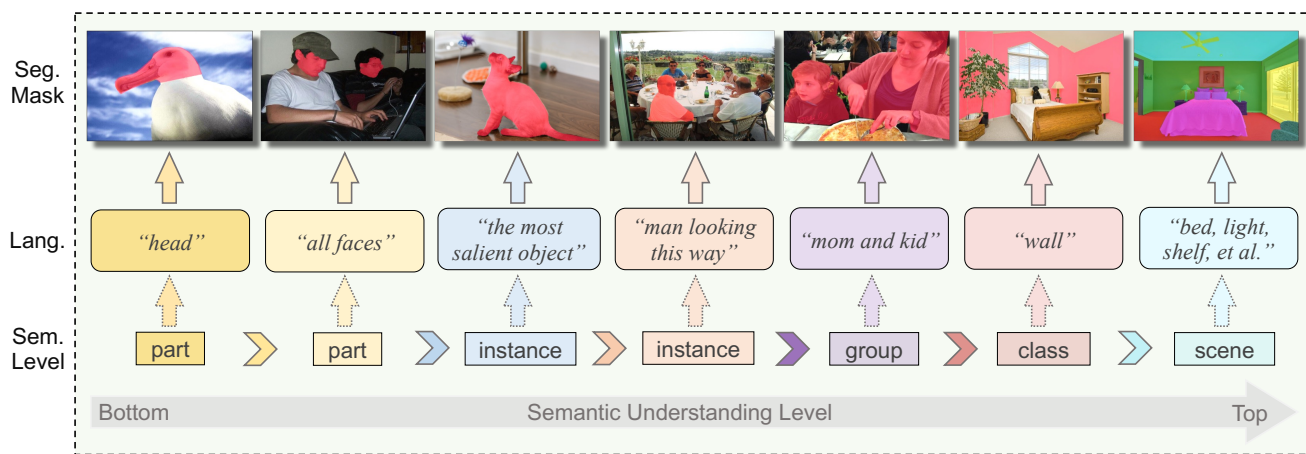 Seg.
Mask
Lang.
“head”
“all faces”
“the most
salient object”
“man looking
this way”
“mom and kid”
“wall”
“bed, light,
shelf, et al.”
Sem.
Level
part
part
instance
instance
group
class
scene
Bottom
Semantic Understanding Level
Top